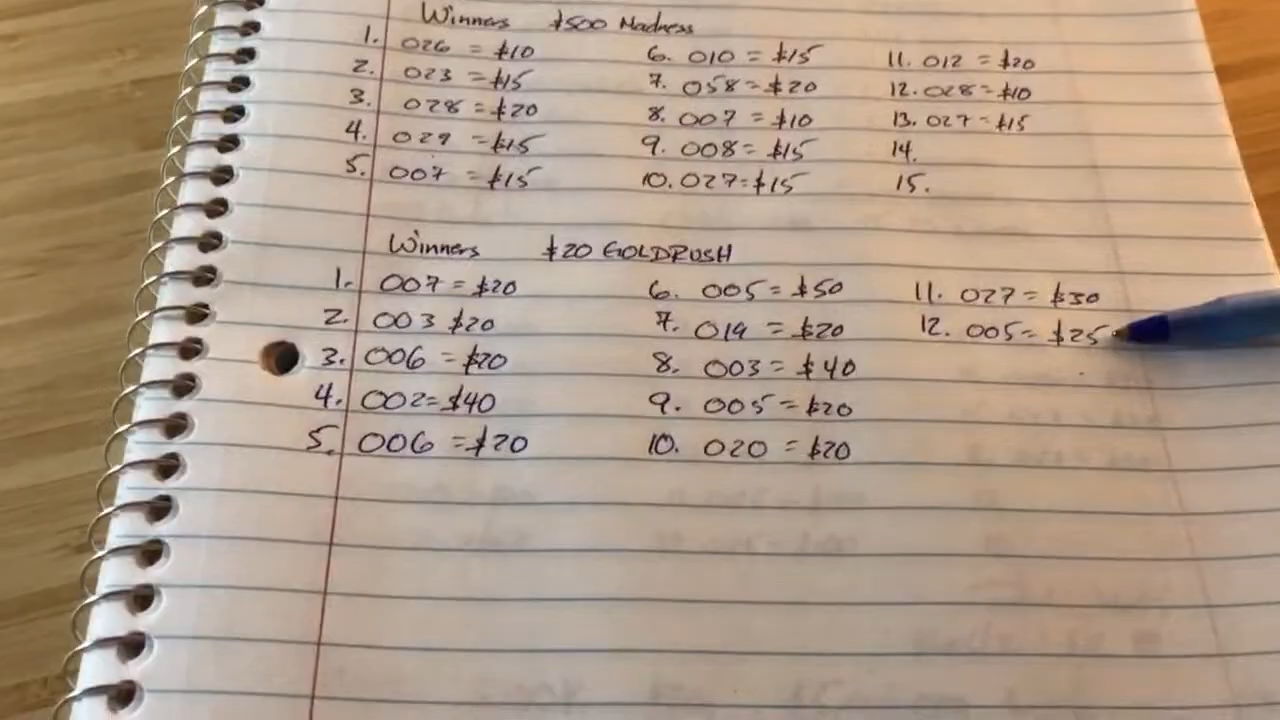 Winners $500 Madness
1. 026 = $10 6. 010 = $15 11. 012 = $20
2. 023 = $15 7. 058 = $20 12. 028 = $10
3. 028 = $20 8. 007 = $10 13. 027 = $15
4. 029 = $15 9. 008 = $15 14.
5. 007 = $15 10. 027 = $15 15.
Winners $20 GOLDRUSH
1. 007 = $20 6. 005 = $50 11. 027 = $30
2. 003 $20 7. 019 = $20 12. 005 = $25
3. 006 = $20 8. 003 = $40
4. 002 = $40 9. 005 = $20
5. 006 = $20 10. 020 = $20